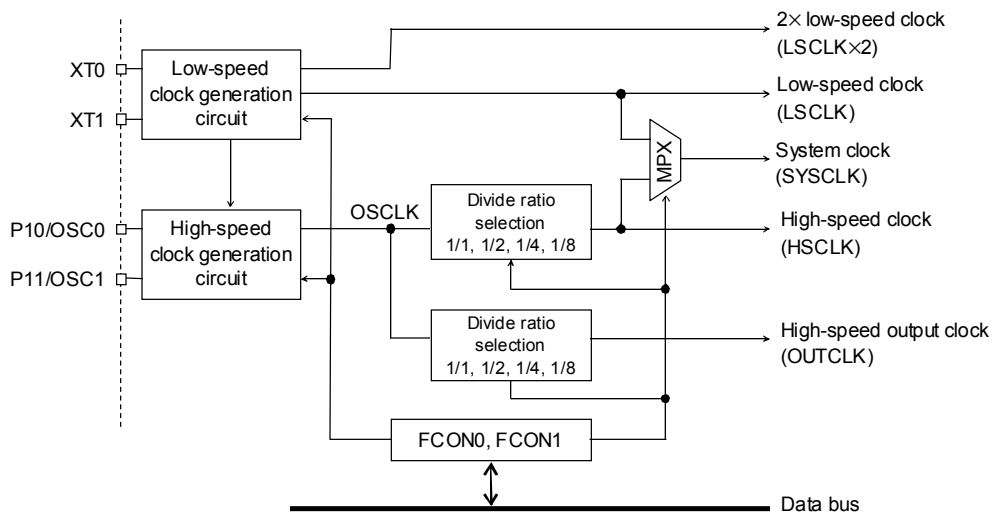 2× low-speed clock
(LSCLK×2)
XT0
Low-speed
clock generation
circuit
Low-speed clock
(LSCLK)
XT1
MPX
System clock
(SYSCLK)
P10/OSC0
High-speed
clock generation
circuit
OSCLK
Divide ratio
selection
1/1, 1/2, 1/4, 1/8
High-speed clock
(HSCLK)
P11/OSC1
Divide ratio
selection
1/1, 1/2, 1/4, 1/8
High-speed output clock
(OUTCLK)
FCON0, FCON1
Data bus